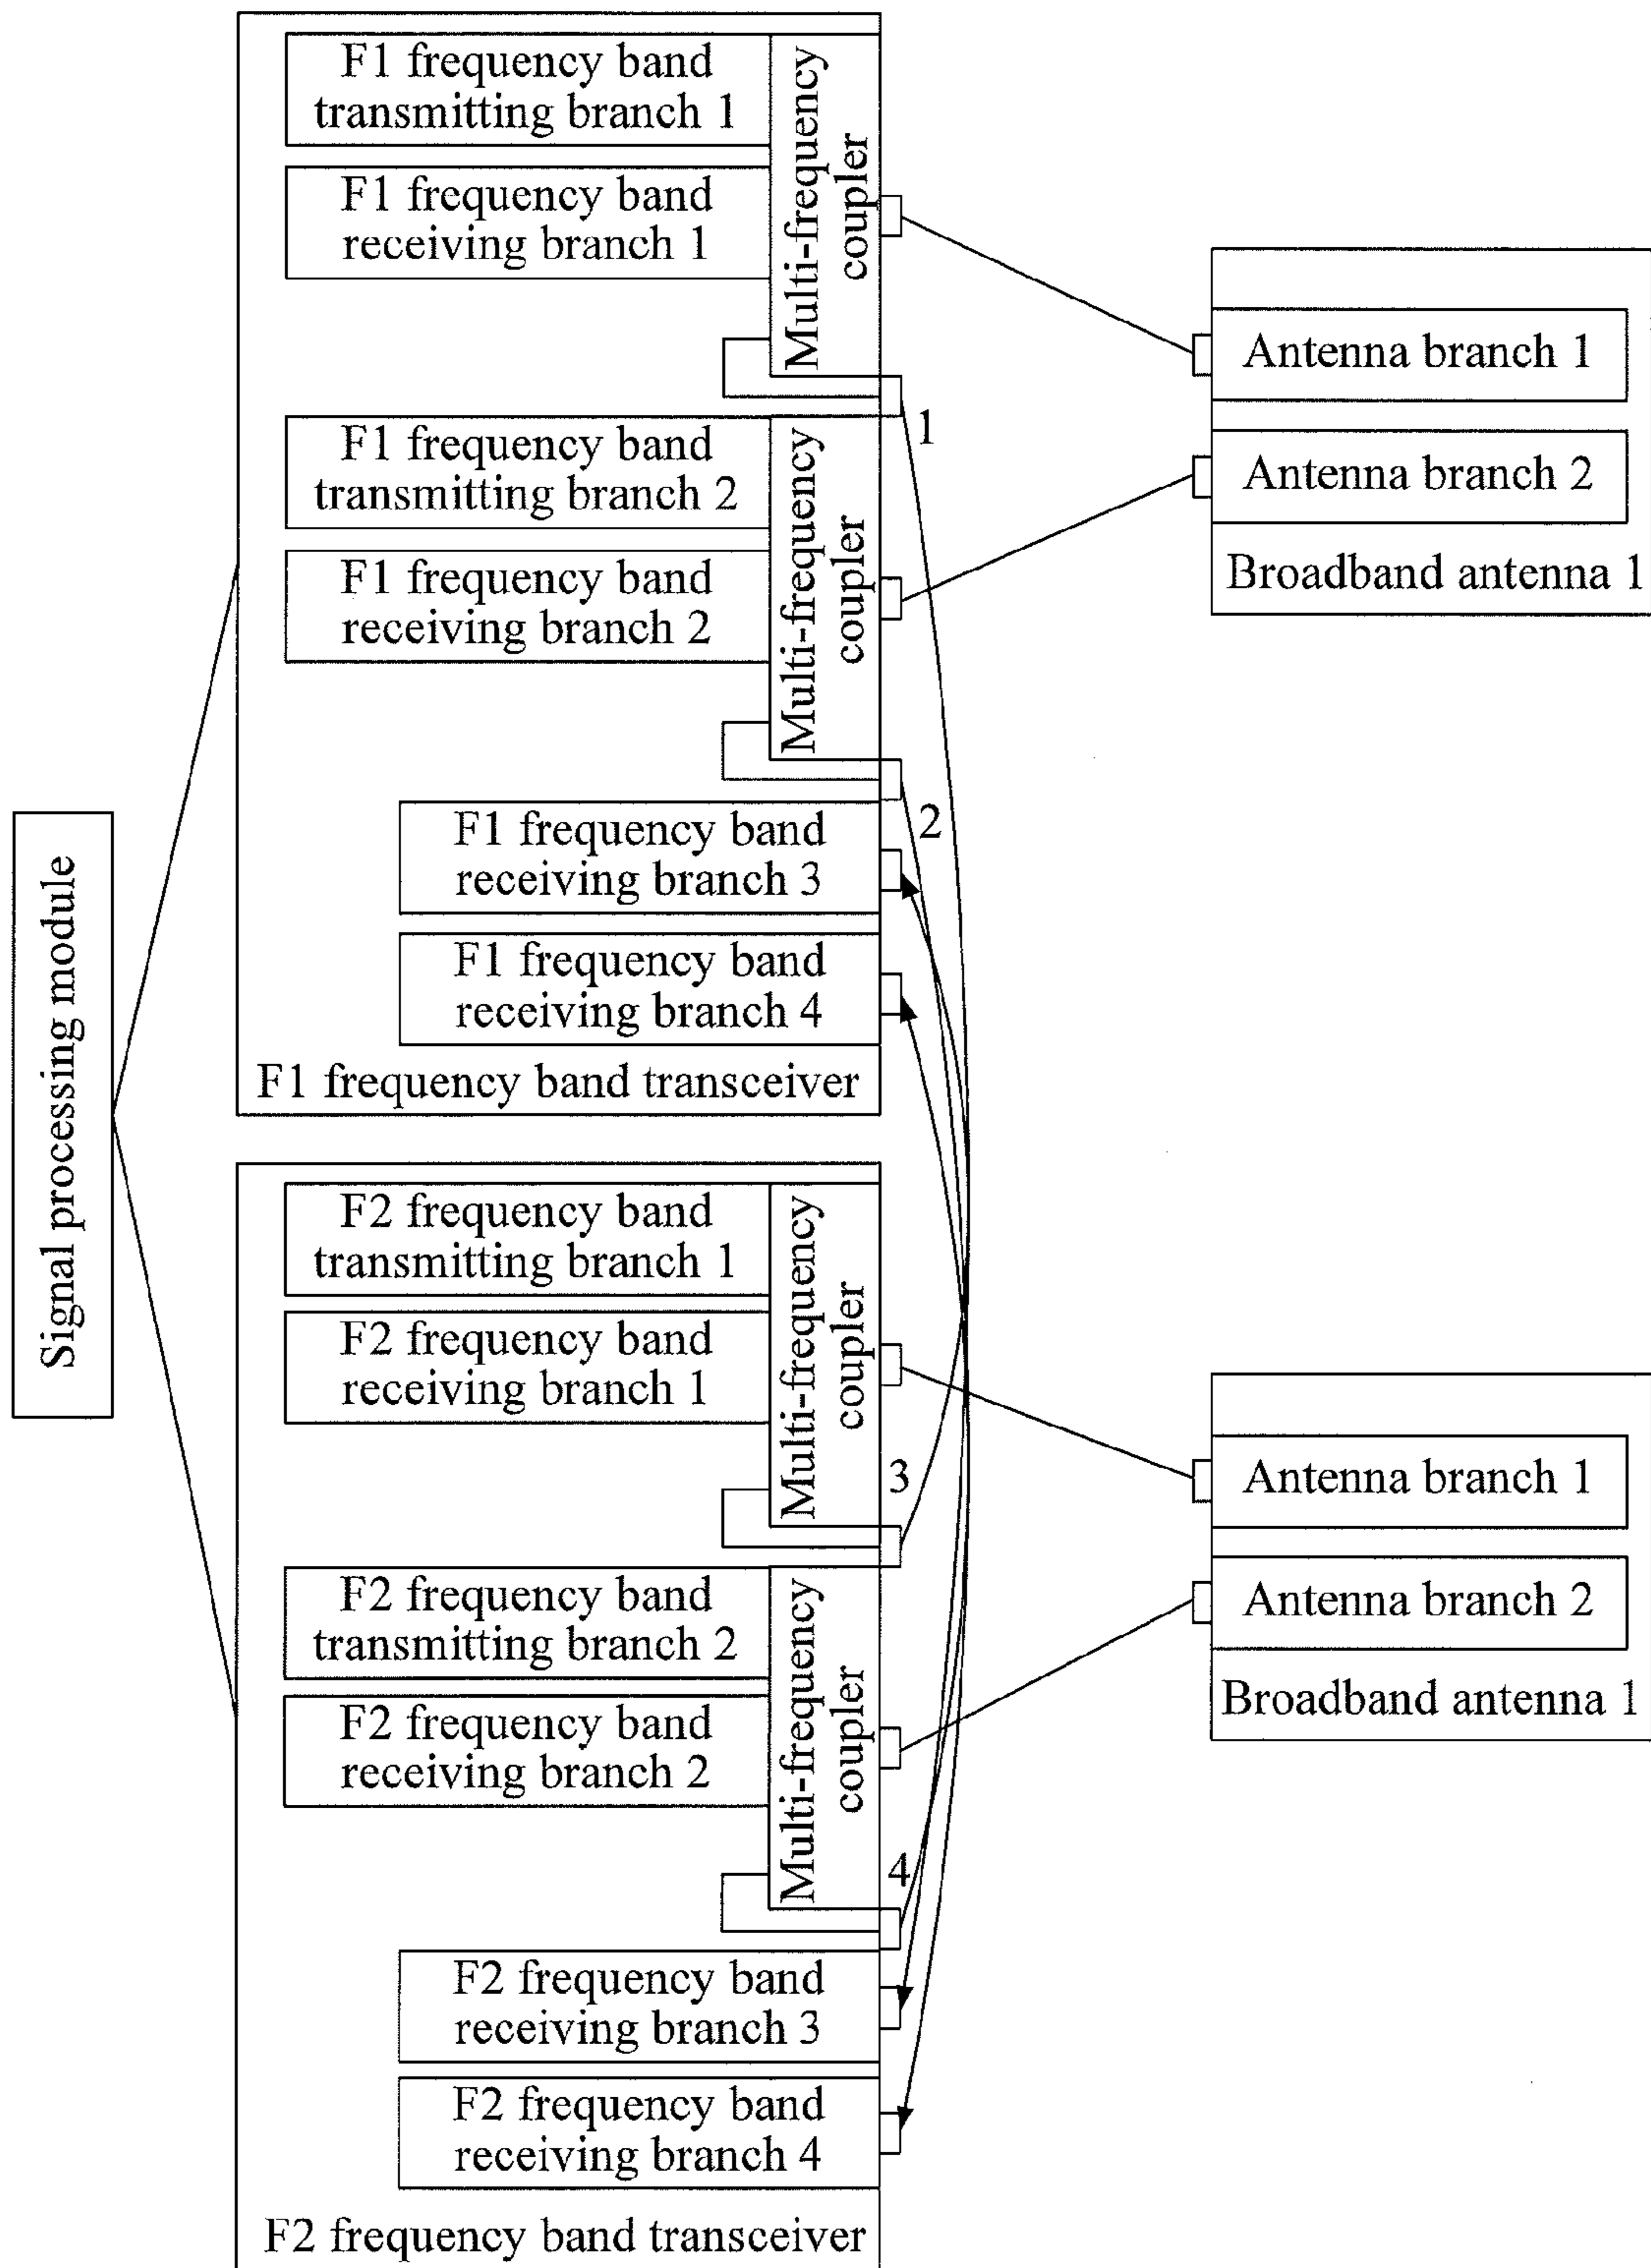 Signal processing module
F1 frequency band
transmitting branch 1
F1 frequency band
receiving branch 1
Multi-frequency
coupler
1
F1 frequency band
transmitting branch 2
F1 frequency band
receiving branch 2
Multi-frequency
coupler
2
F1 frequency band
receiving branch 3
F1 frequency band
receiving branch 4
F1 frequency band transceiver
Antenna branch 1
Antenna branch 2
Broadband antenna 1
F2 frequency band
transmitting branch 1
F2 frequency band
receiving branch 1
Multi-frequency
coupler
3
F2 frequency band
transmitting branch 2
F2 frequency band
receiving branch 2
Multi-frequency
coupler
4
F2 frequency band
receiving branch 3
F2 frequency band
receiving branch 4
F2 frequency band transceiver
Antenna branch 1
Antenna branch 2
Broadband antenna 1